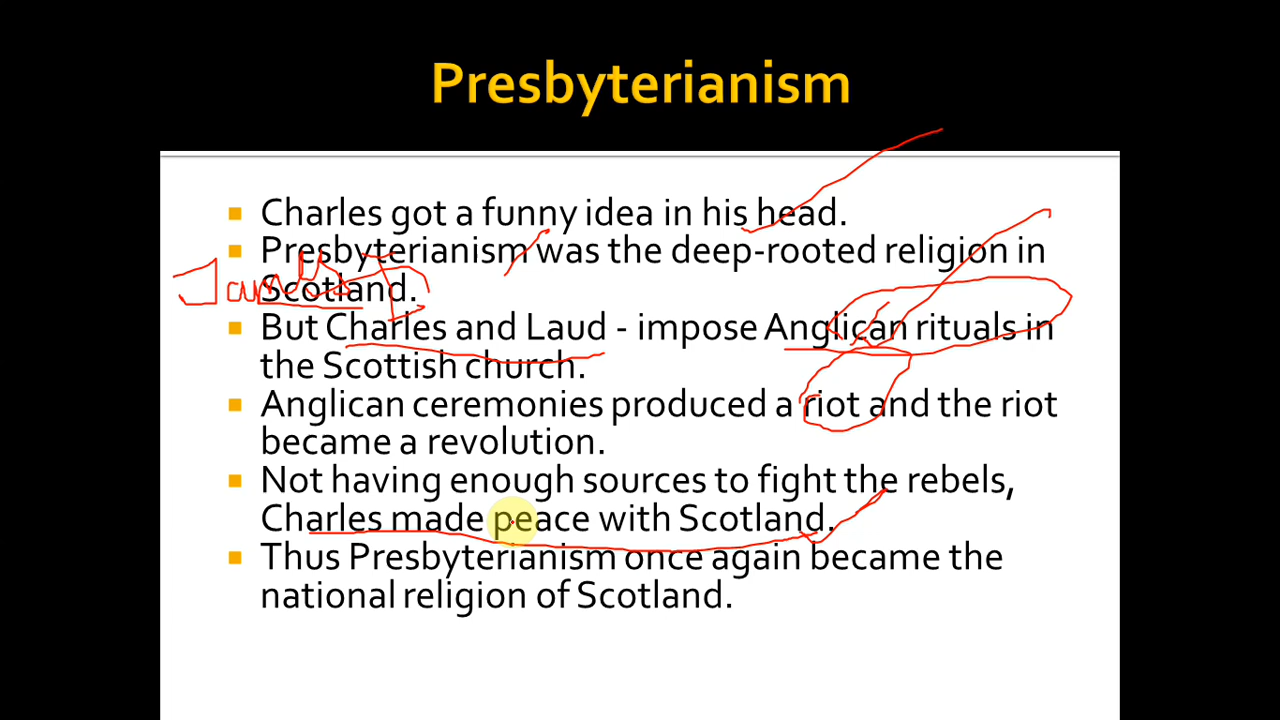 Presbyterianism
Charles got a funny idea in his head.
Presbyterianism was the deep-rooted religion in
Scotland.
James I
But Charles and Laud - impose Anglican rituals in
the Scottish church.
Anglican ceremonies produced a riot and the riot
became a revolution.
Not having enough sources to fight the rebels,
Charles made peace with Scotland.
Thus Presbyterianism once again became the
national religion of Scotland.